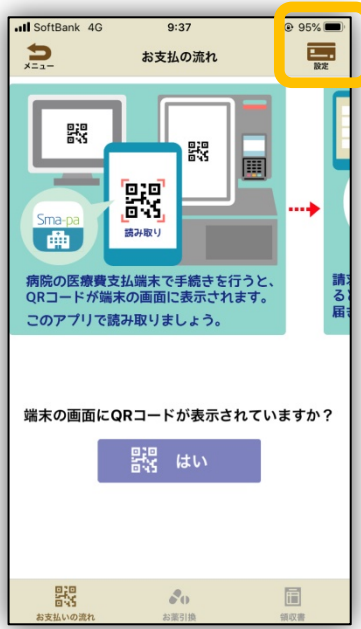 SoftBank 4G 9:37 95%
メニュー お支払の流れ 設定
Sma-pa
読み取り
病院の医療費支払端末で手続きを行うと、
QRコードが端末の画面に表示されます。
このアプリで読み取りましょう。
端末の画面にQRコードが表示されていますか？
はい
お支払いの流れ お薬引換 領収書